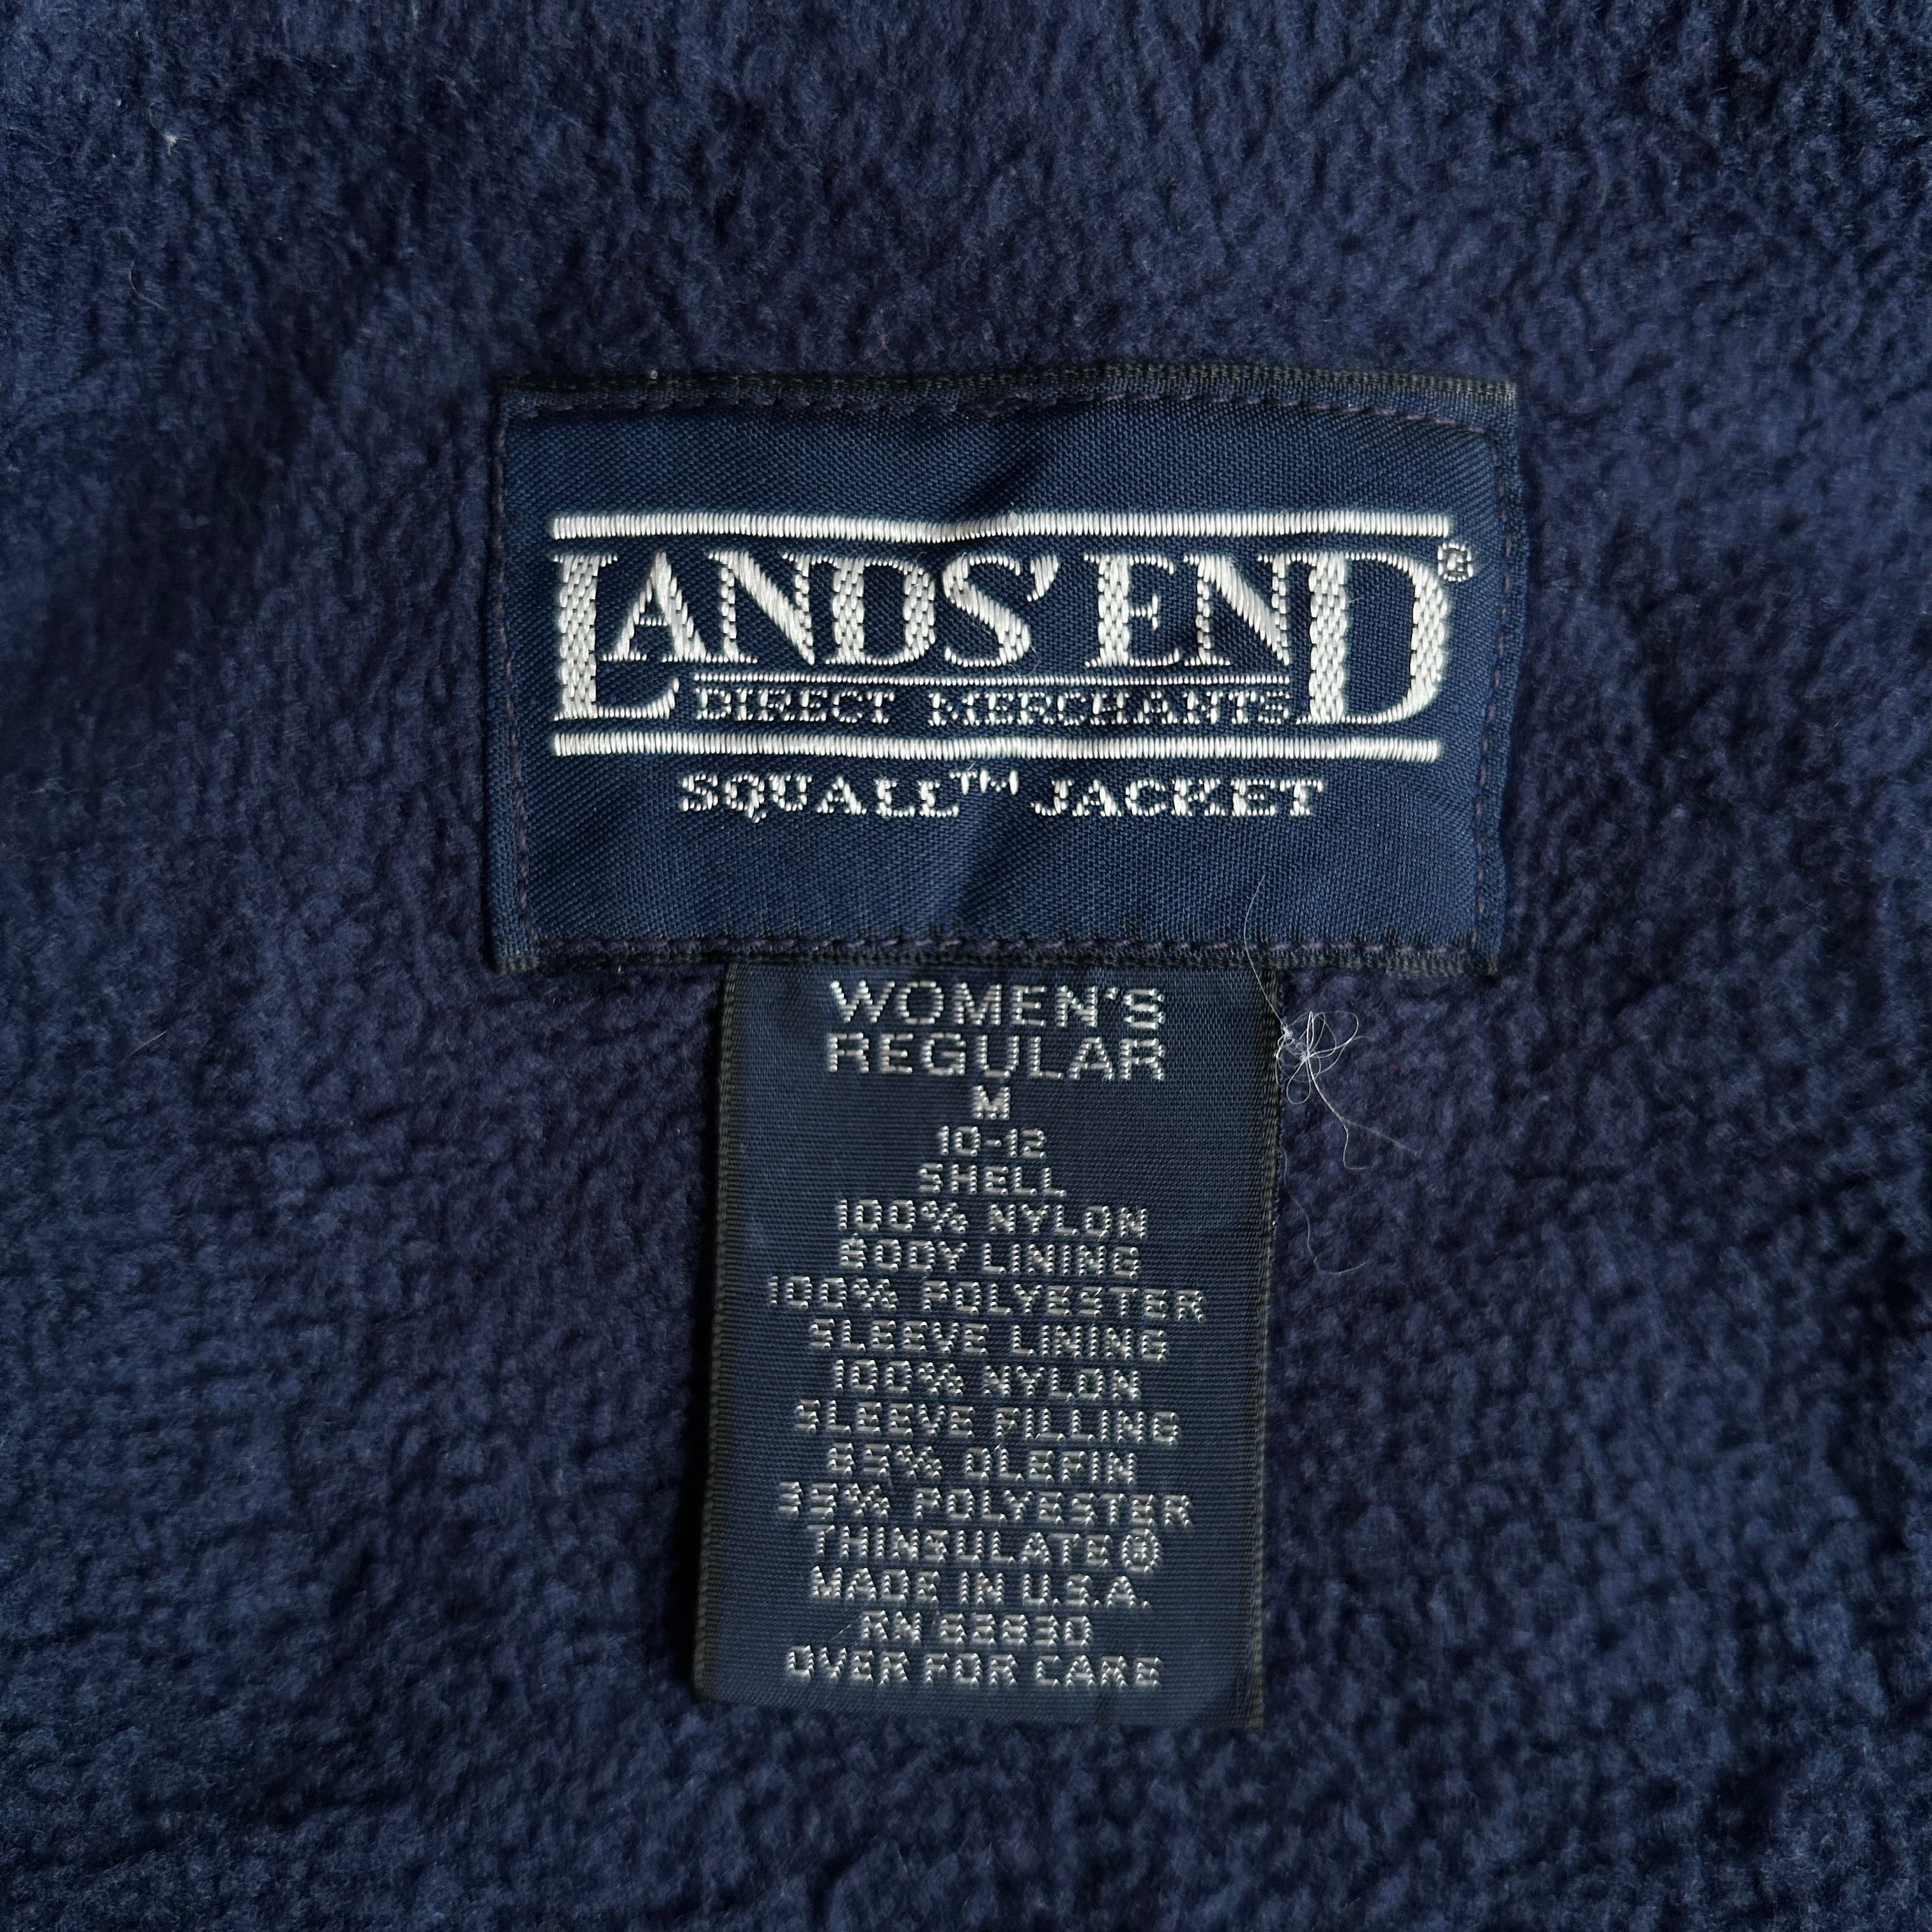 LANDS' END®
DIRECT MERCHANTS
SQUALL™ JACKET
WOMEN'S
REGULAR
M
10-12
SHELL
100% NYLON
BODY LINING
100% POLYESTER
SLEEVE LINING
100% NYLON
SLEEVE FILLING
65% OLEFIN
35% POLYESTER
THINSULATE®
MADE IN U.S.A.
RN 63830
OVER FOR CARE